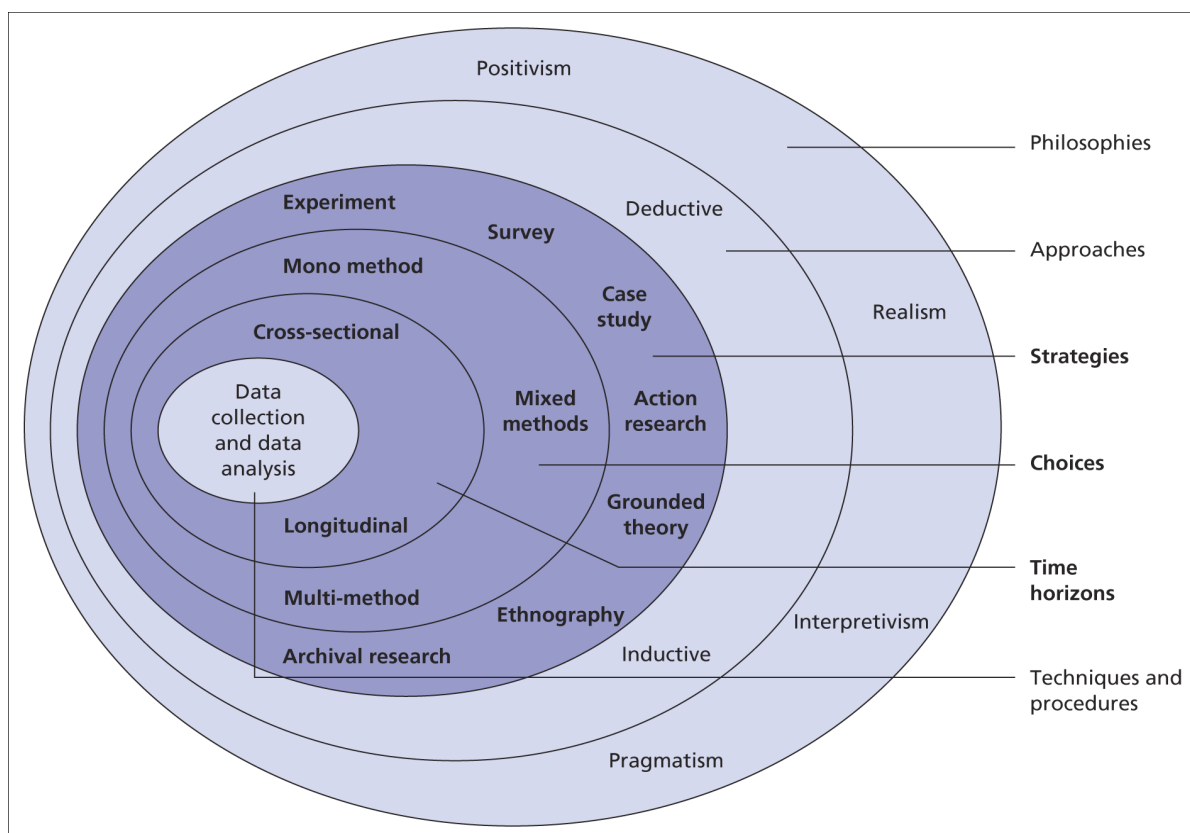 Positivism
Philosophies
Experiment
Deductive
Survey
Approaches
Mono method
Case
study
Realism
Cross-sectional
Strategies
Data
collection
and data
analysis
Mixed
methods
Action
research
Choices
Grounded
theory
Longitudinal
Time
horizons
Multi-method
Ethnography
Interpretivism
Archival research
Inductive
Techniques and
procedures
Pragmatism